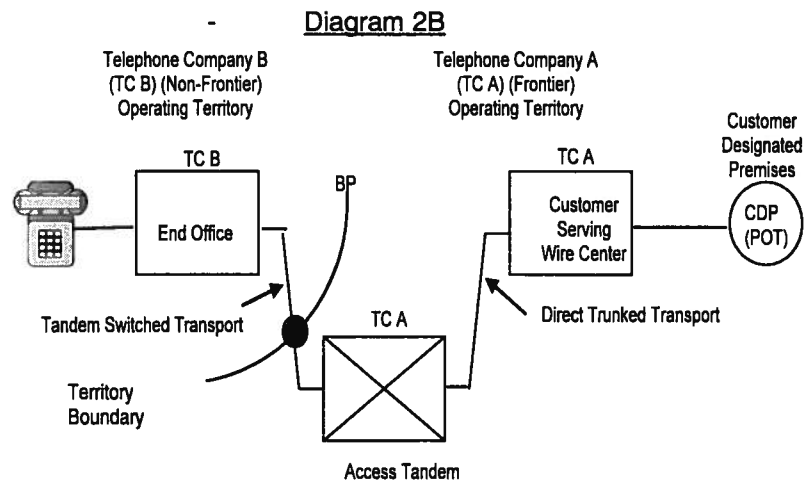 Diagram 2B
Telephone Company B
(TC B) (Non-Frontier)
Operating Territory
Telephone Company A
(TC A) (Frontier)
Operating Territory
Customer
Designated
Premises
TC B
BP
TC A
End Office
Customer
Serving
Wire Center
CDP
(POT)
Tandem Switched Transport
TC A
Direct Trunked Transport
Territory
Boundary
Access Tandem